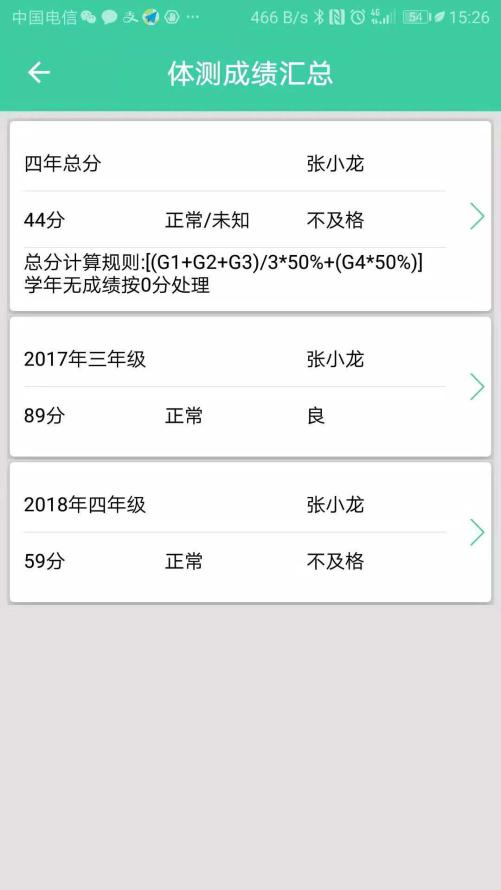 中国电信 466 B/s 4G 54 15:26
体测成绩汇总
四年总分 张小龙
44分 正常/未知 不及格
总分计算规则:[(G1+G2+G3)/3*50%+(G4*50%)]
学年无成绩按0分处理
2017年三年级 张小龙
89分 正常 良
2018年四年级 张小龙
59分 正常 不及格